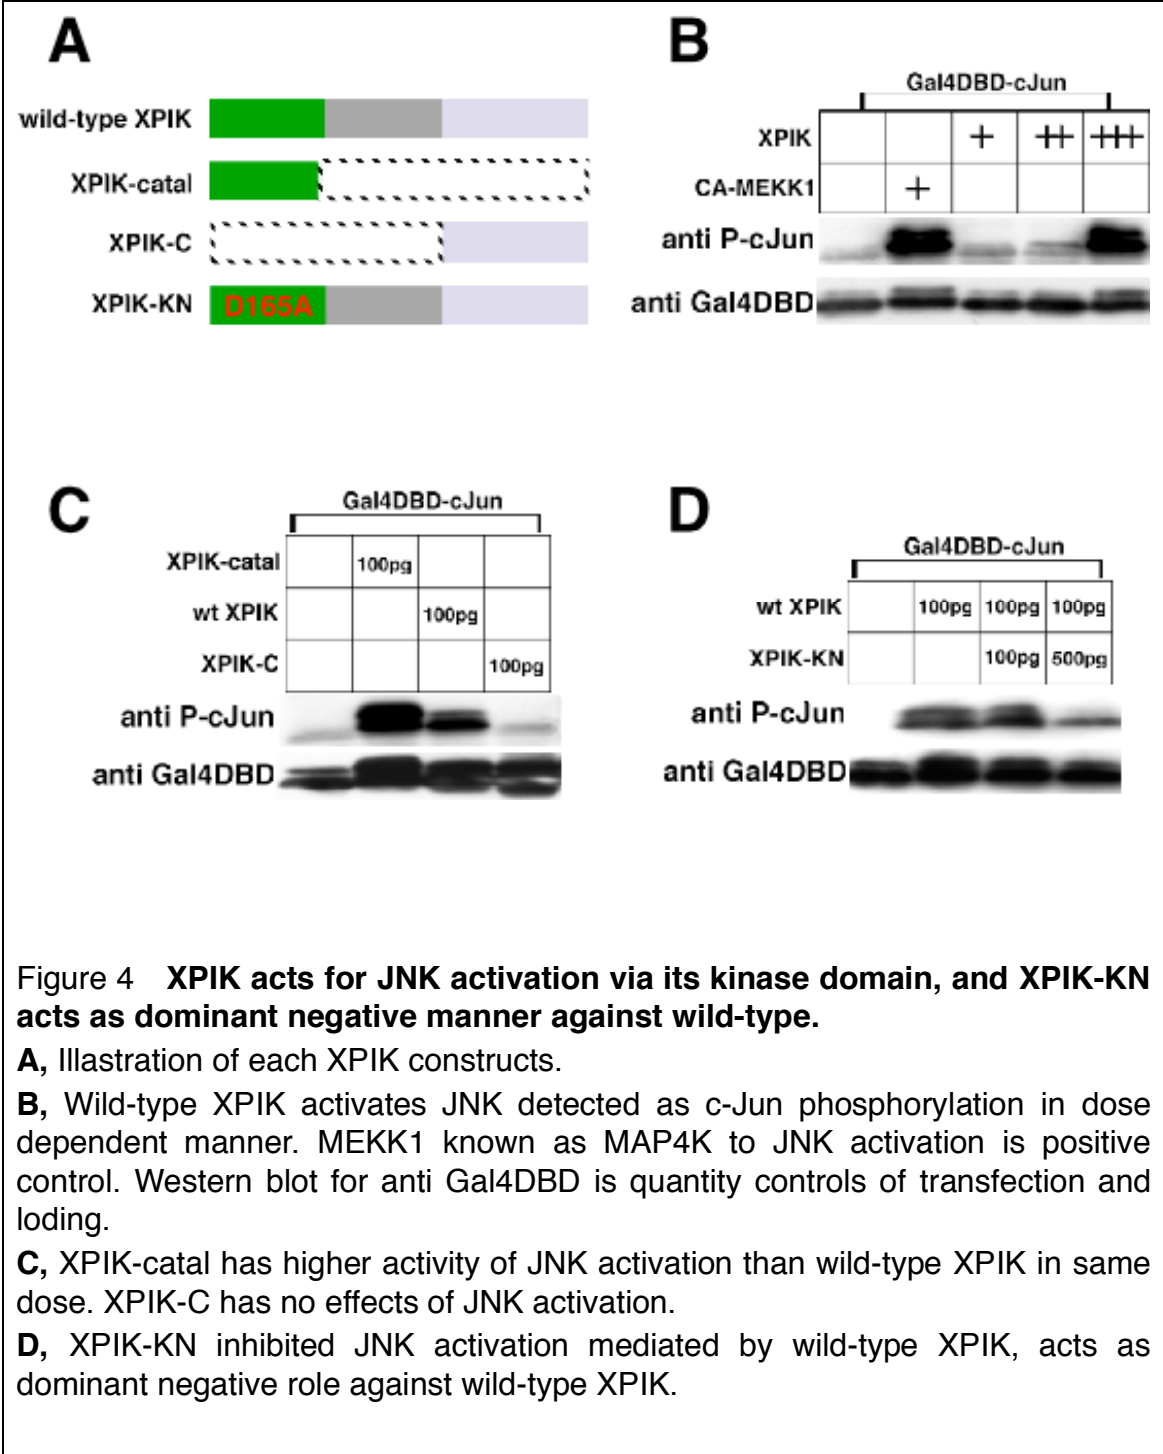 A
wild-type XPIK
XPIK-catal
XPIK-C
XPIK-KN
D165A
B
Gal4DBD-cJun
XPIK + ++ +++
CA-MEKK1 +
anti P-cJun
anti Gal4DBD
C
Gal4DBD-cJun
XPIK-catal 100pg
wt XPIK 100pg
XPIK-C 100pg
anti P-cJun
anti Gal4DBD
D
Gal4DBD-cJun
wt XPIK 100pg 100pg 100pg
XPIK-KN 100pg 500pg
anti P-cJun
anti Gal4DBD
Figure 4 XPIK acts for JNK activation via its kinase domain, and XPIK-KN
acts as dominant negative manner against wild-type.
A, Illastration of each XPIK constructs.
B, Wild-type XPIK activates JNK detected as c-Jun phosphorylation in dose
dependent manner. MEKK1 known as MAP4K to JNK activation is positive
control. Western blot for anti Gal4DBD is quantity controls of transfection and
loding.
C, XPIK-catal has higher activity of JNK activation than wild-type XPIK in same
dose. XPIK-C has no effects of JNK activation.
D, XPIK-KN inhibited JNK activation mediated by wild-type XPIK, acts as
dominant negative role against wild-type XPIK.